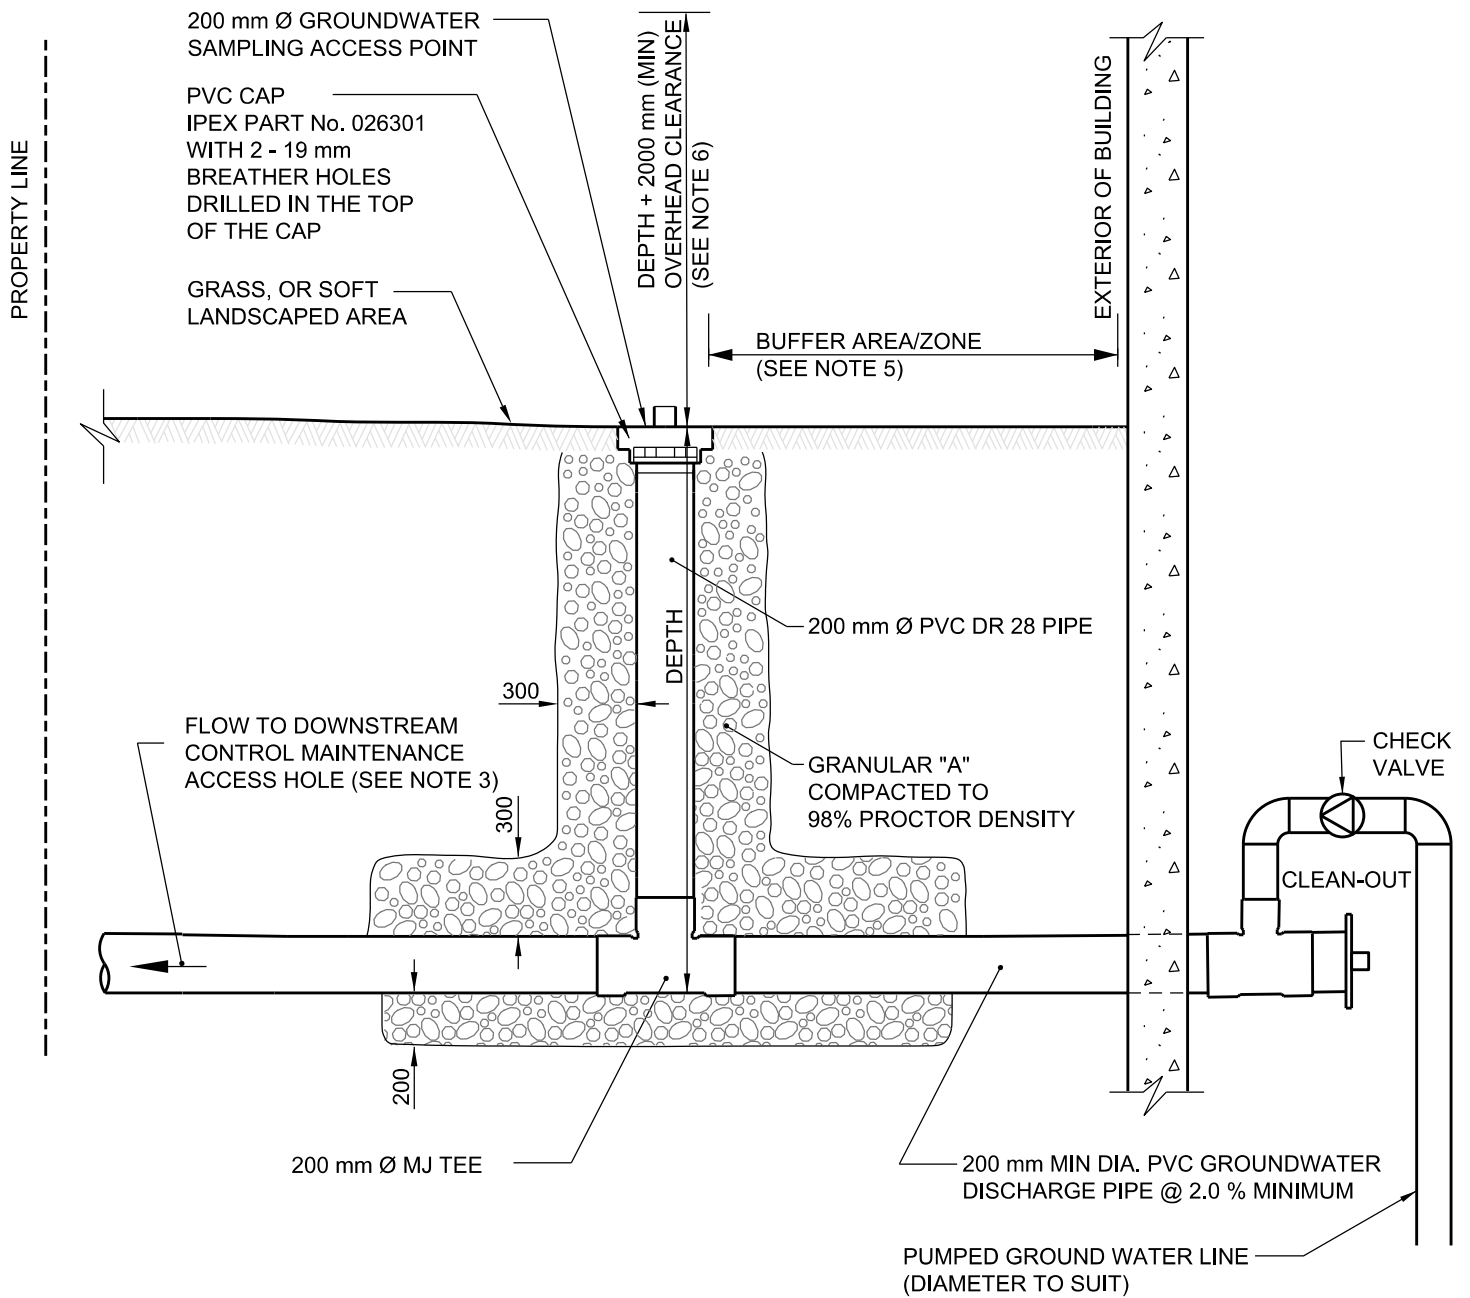 200 mm Ø GROUNDWATER
SAMPLING ACCESS POINT
PVC CAP
IPEX PART No. 026301
WITH 2 - 19 mm
BREATHER HOLES
DRILLED IN THE TOP
OF THE CAP
GRASS, OR SOFT
LANDSCAPED AREA
PROPERTY LINE
DEPTH + 2000 mm (MIN)
OVERHEAD CLEARANCE
(SEE NOTE 6)
EXTERIOR OF BUILDING
BUFFER AREA/ZONE
(SEE NOTE 5)
200 mm Ø PVC DR 28 PIPE
DEPTH
300
FLOW TO DOWNSTREAM
CONTROL MAINTENANCE
ACCESS HOLE (SEE NOTE 3)
300
GRANULAR "A"
COMPACTED TO
98% PROCTOR DENSITY
CHECK
VALVE
CLEAN-OUT
200
200 mm Ø MJ TEE
200 mm MIN DIA. PVC GROUNDWATER
DISCHARGE PIPE @ 2.0 % MINIMUM
PUMPED GROUND WATER LINE
(DIAMETER TO SUIT)